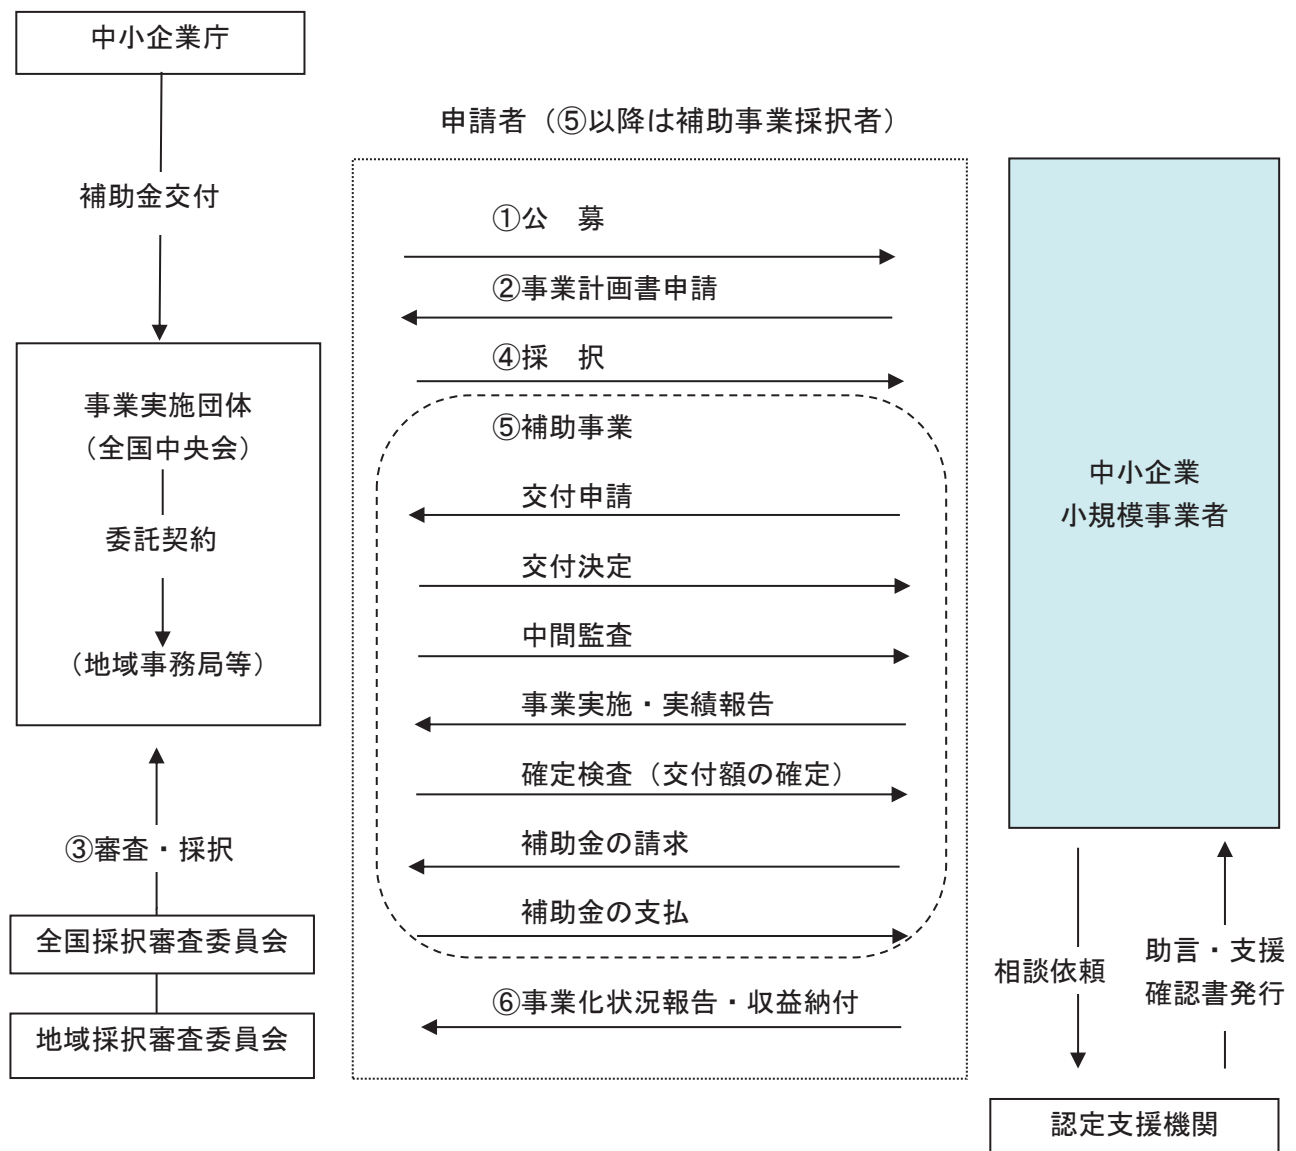 中小企業庁
補助金交付
事業実施団体
（全国中央会）
委託契約
（地域事務局等）
③審査・採択
全国採択審査委員会
地域採択審査委員会
申請者（⑤以降は補助事業採択者）
①公　募
②事業計画書申請
④採　択
⑤補助事業
交付申請
交付決定
中間監査
事業実施・実績報告
確定検査（交付額の確定）
補助金の請求
補助金の支払
⑥事業化状況報告・収益納付
中小企業
小規模事業者
相談依頼
助言・支援
確認書発行
認定支援機関